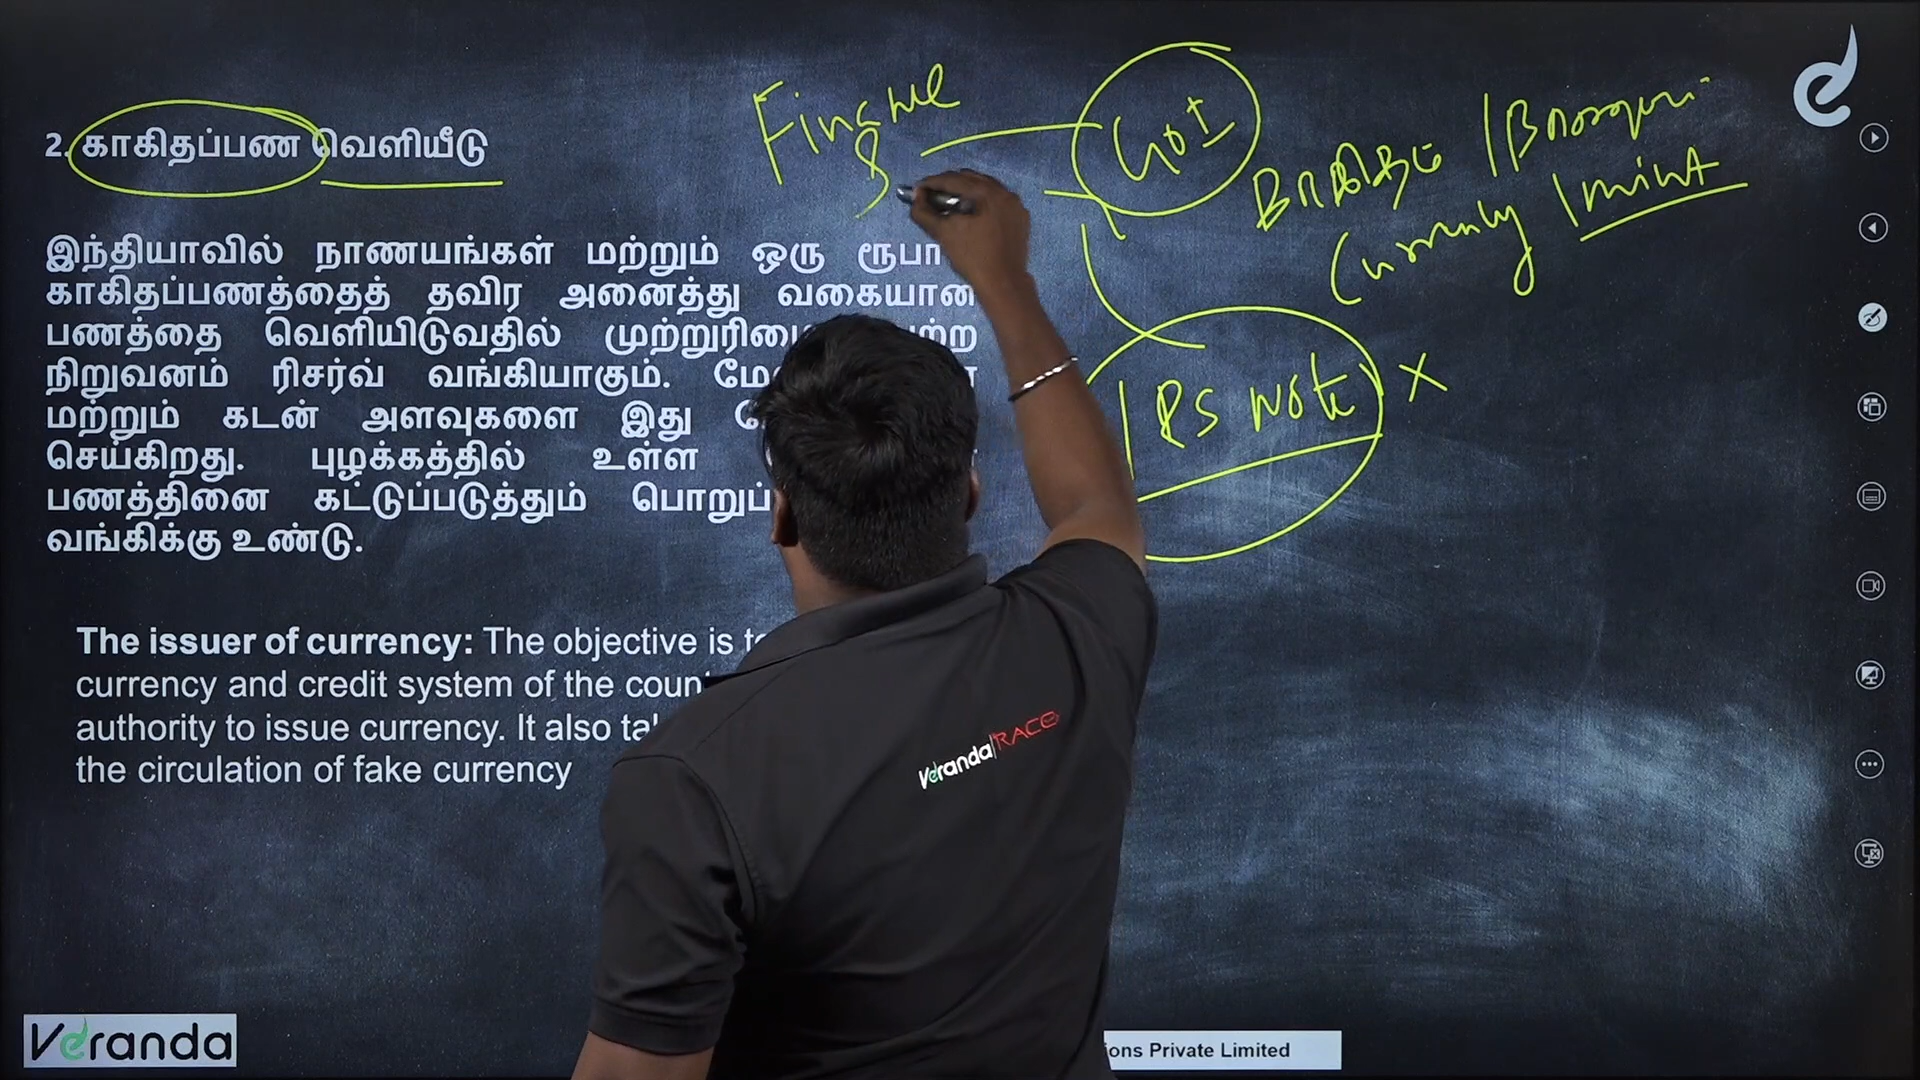 2. காகிதப்பண வெளியீடு
இந்தியாவில் நாணயங்கள் மற்றும் ஒரு ரூபா
காகிதப்பணத்தைத் தவிர அனைத்து வகையான
பணத்தை வெளியிடுவதில் முற்றுரிமை
நிறுவனம் ரிசர்வ் வங்கியாகும்.
மற்றும் கடன் அளவுகளை இது
செய்கிறது. புழக்கத்தில் உள்ள
பணத்தினை கட்டுப்படுத்தும்
வங்கிக்கு உண்டு.
The issuer of currency: The objective is
currency and credit system of the
authority to issue currency. It also
the circulation of fake currency
Finance
GoI
Currency / mint
1 RS Note X
Veranda RACE
Veranda
ions Private Limited